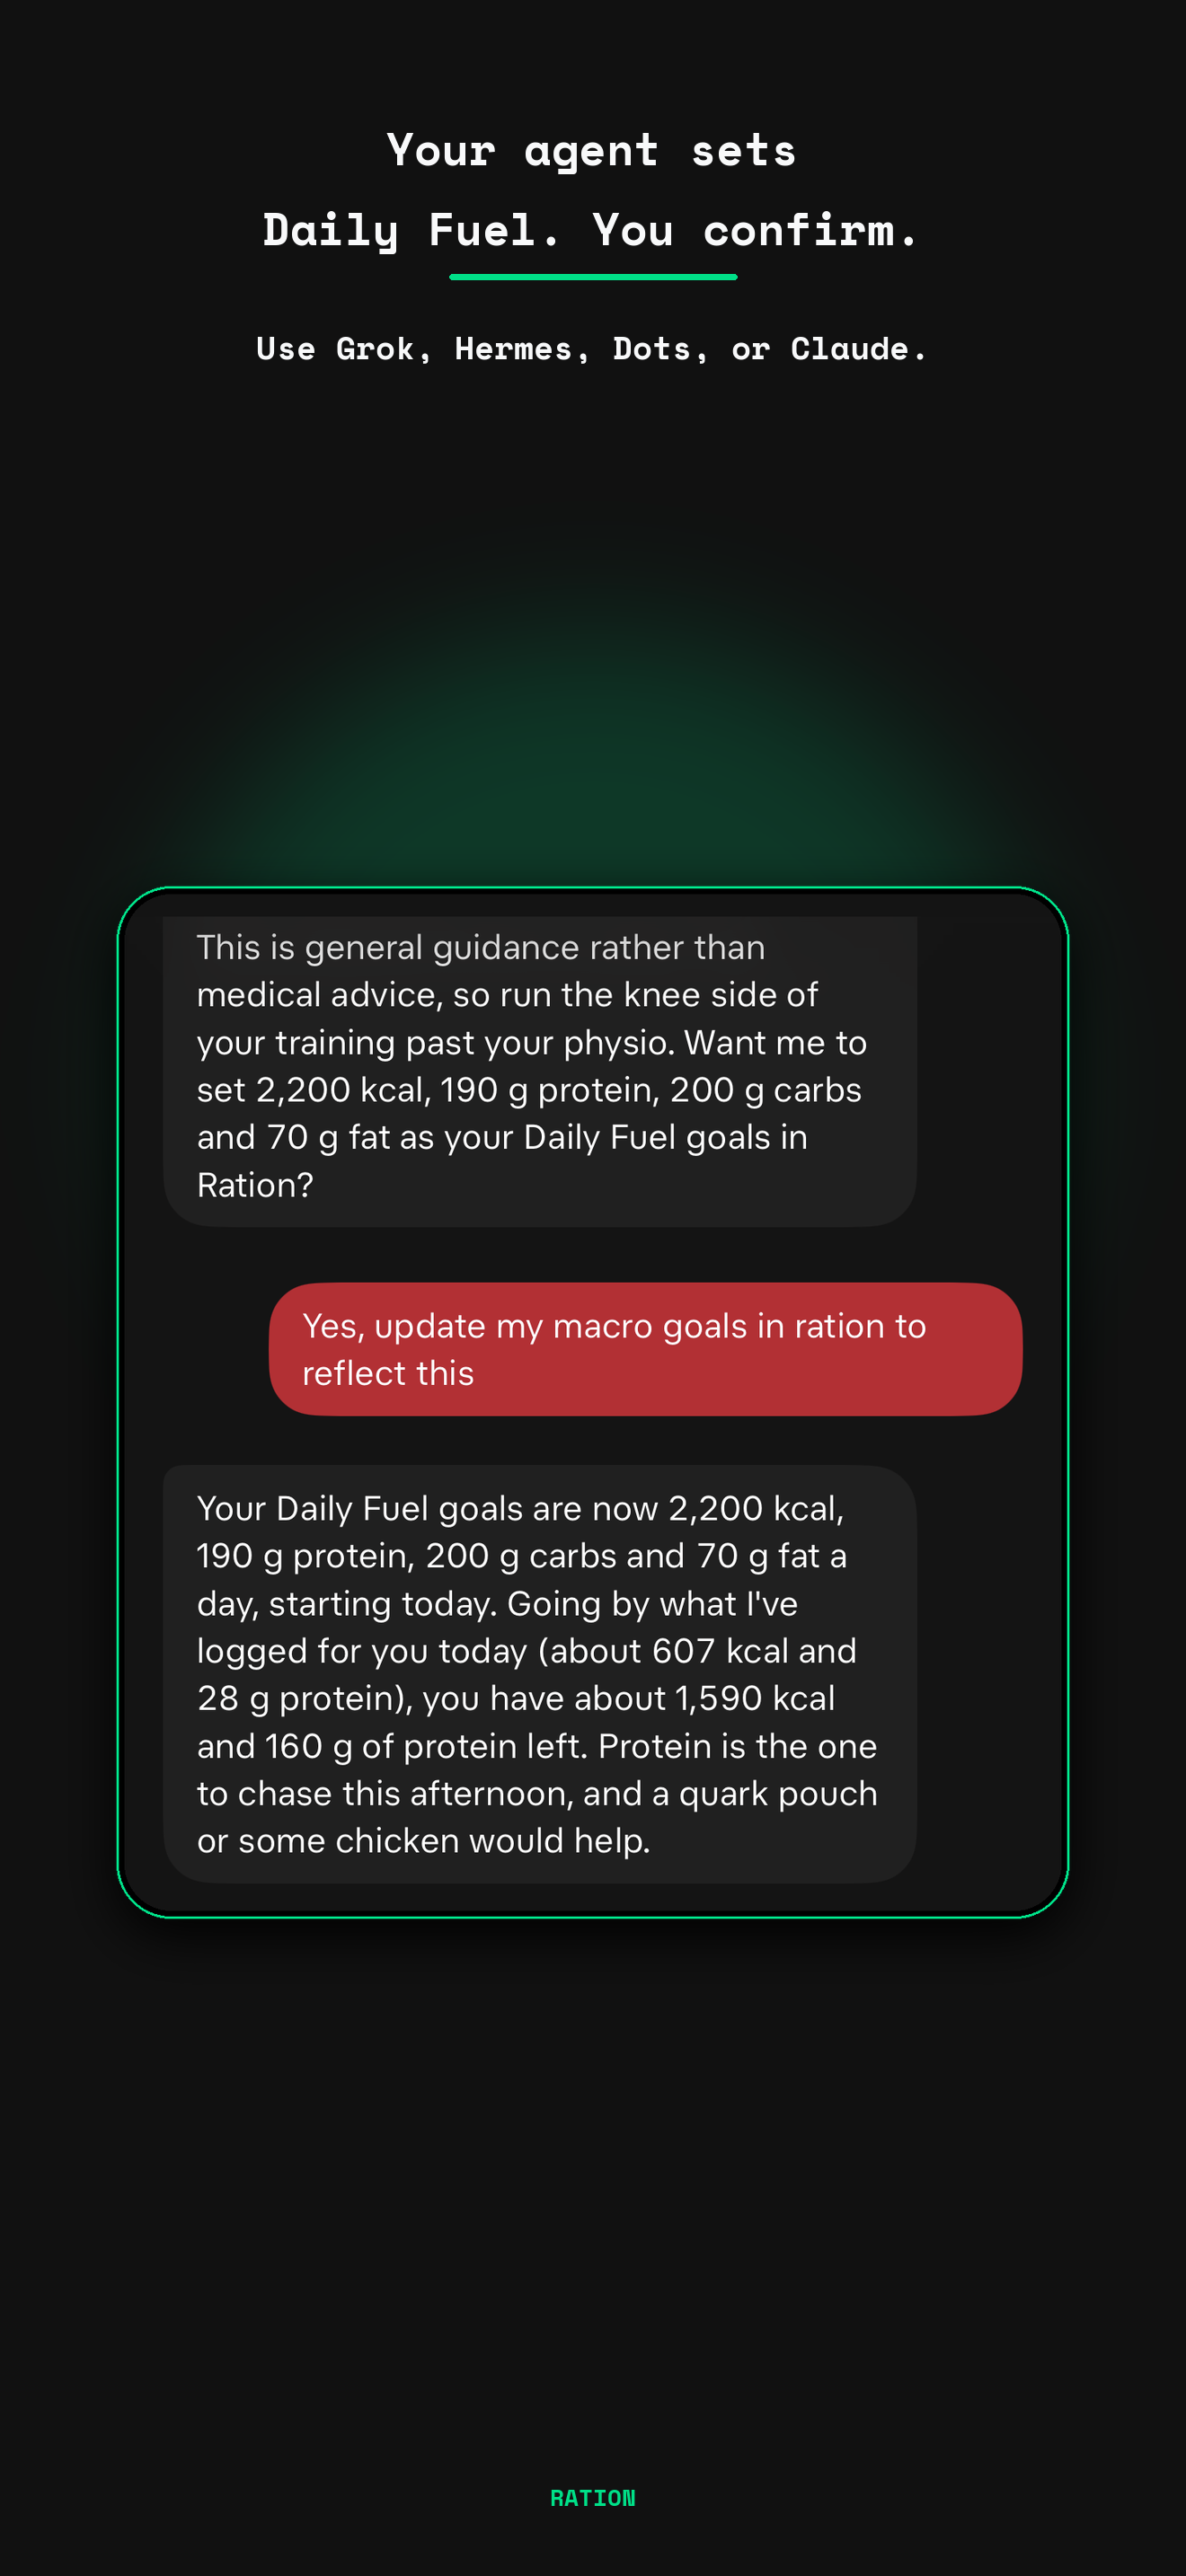 Your agent sets
Daily Fuel. You confirm.
Use Grok, Hermes, Dots, or Claude.
This is general guidance rather than
medical advice, so run the knee side of
your training past your physio. Want me to
set 2,200 kcal, 190 g protein, 200 g carbs
and 70 g fat as your Daily Fuel goals in
Ration?
Yes, update my macro goals in ration to
reflect this
Your Daily Fuel goals are now 2,200 kcal,
190 g protein, 200 g carbs and 70 g fat a
day, starting today. Going by what I've
logged for you today (about 607 kcal and
28 g protein), you have about 1,590 kcal
and 160 g of protein left. Protein is the one
to chase this afternoon, and a quark pouch
or some chicken would help.
RATION